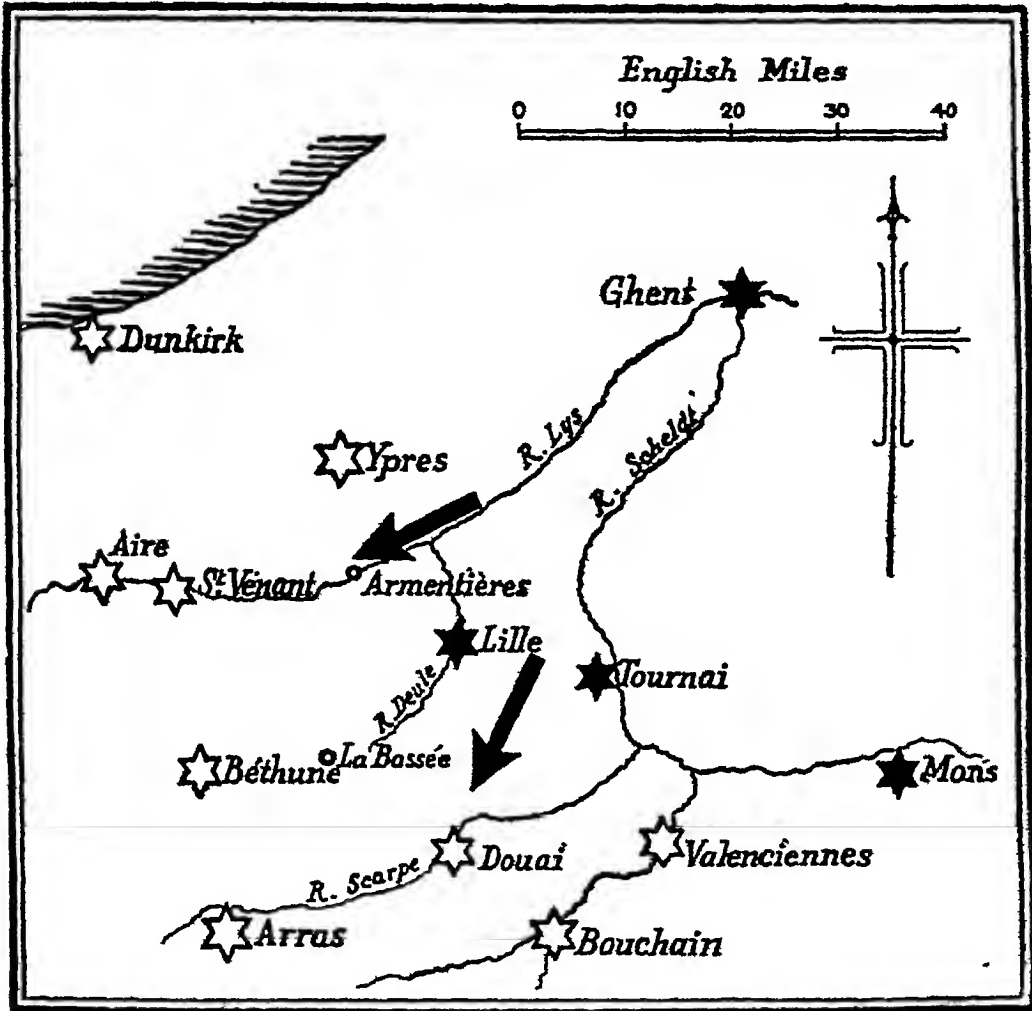 English Miles
0 10 20 30 40
Ghent
Dunkirk
R. Lys
R. Scheldt
Ypres
Aire
St. Venant
Armentières
Lille
R. Deule
Tournai
La Bassée
Béthune
Mons
Douai
Valenciennes
R. Scarpe
Arras
Bouchain